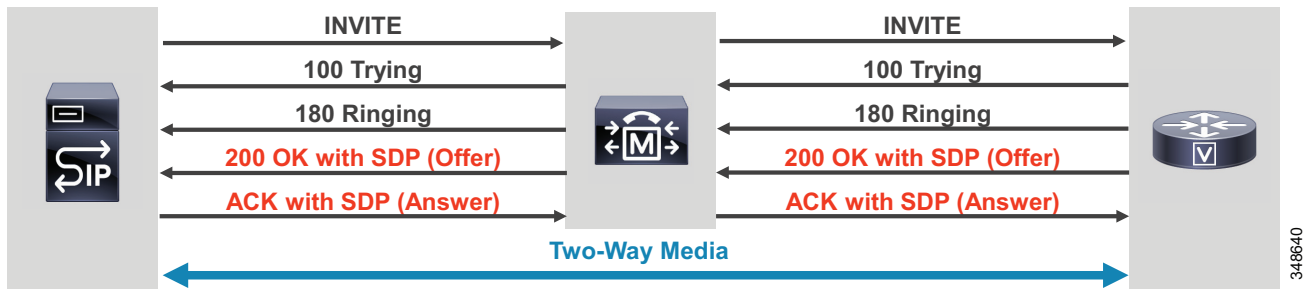 INVITE
INVITE
100 Trying
100 Trying
180 Ringing
180 Ringing
200 OK with SDP (Offer)
200 OK with SDP (Offer)
ACK with SDP (Answer)
ACK with SDP (Answer)
Two-Way Media
SIP
M
V
348640